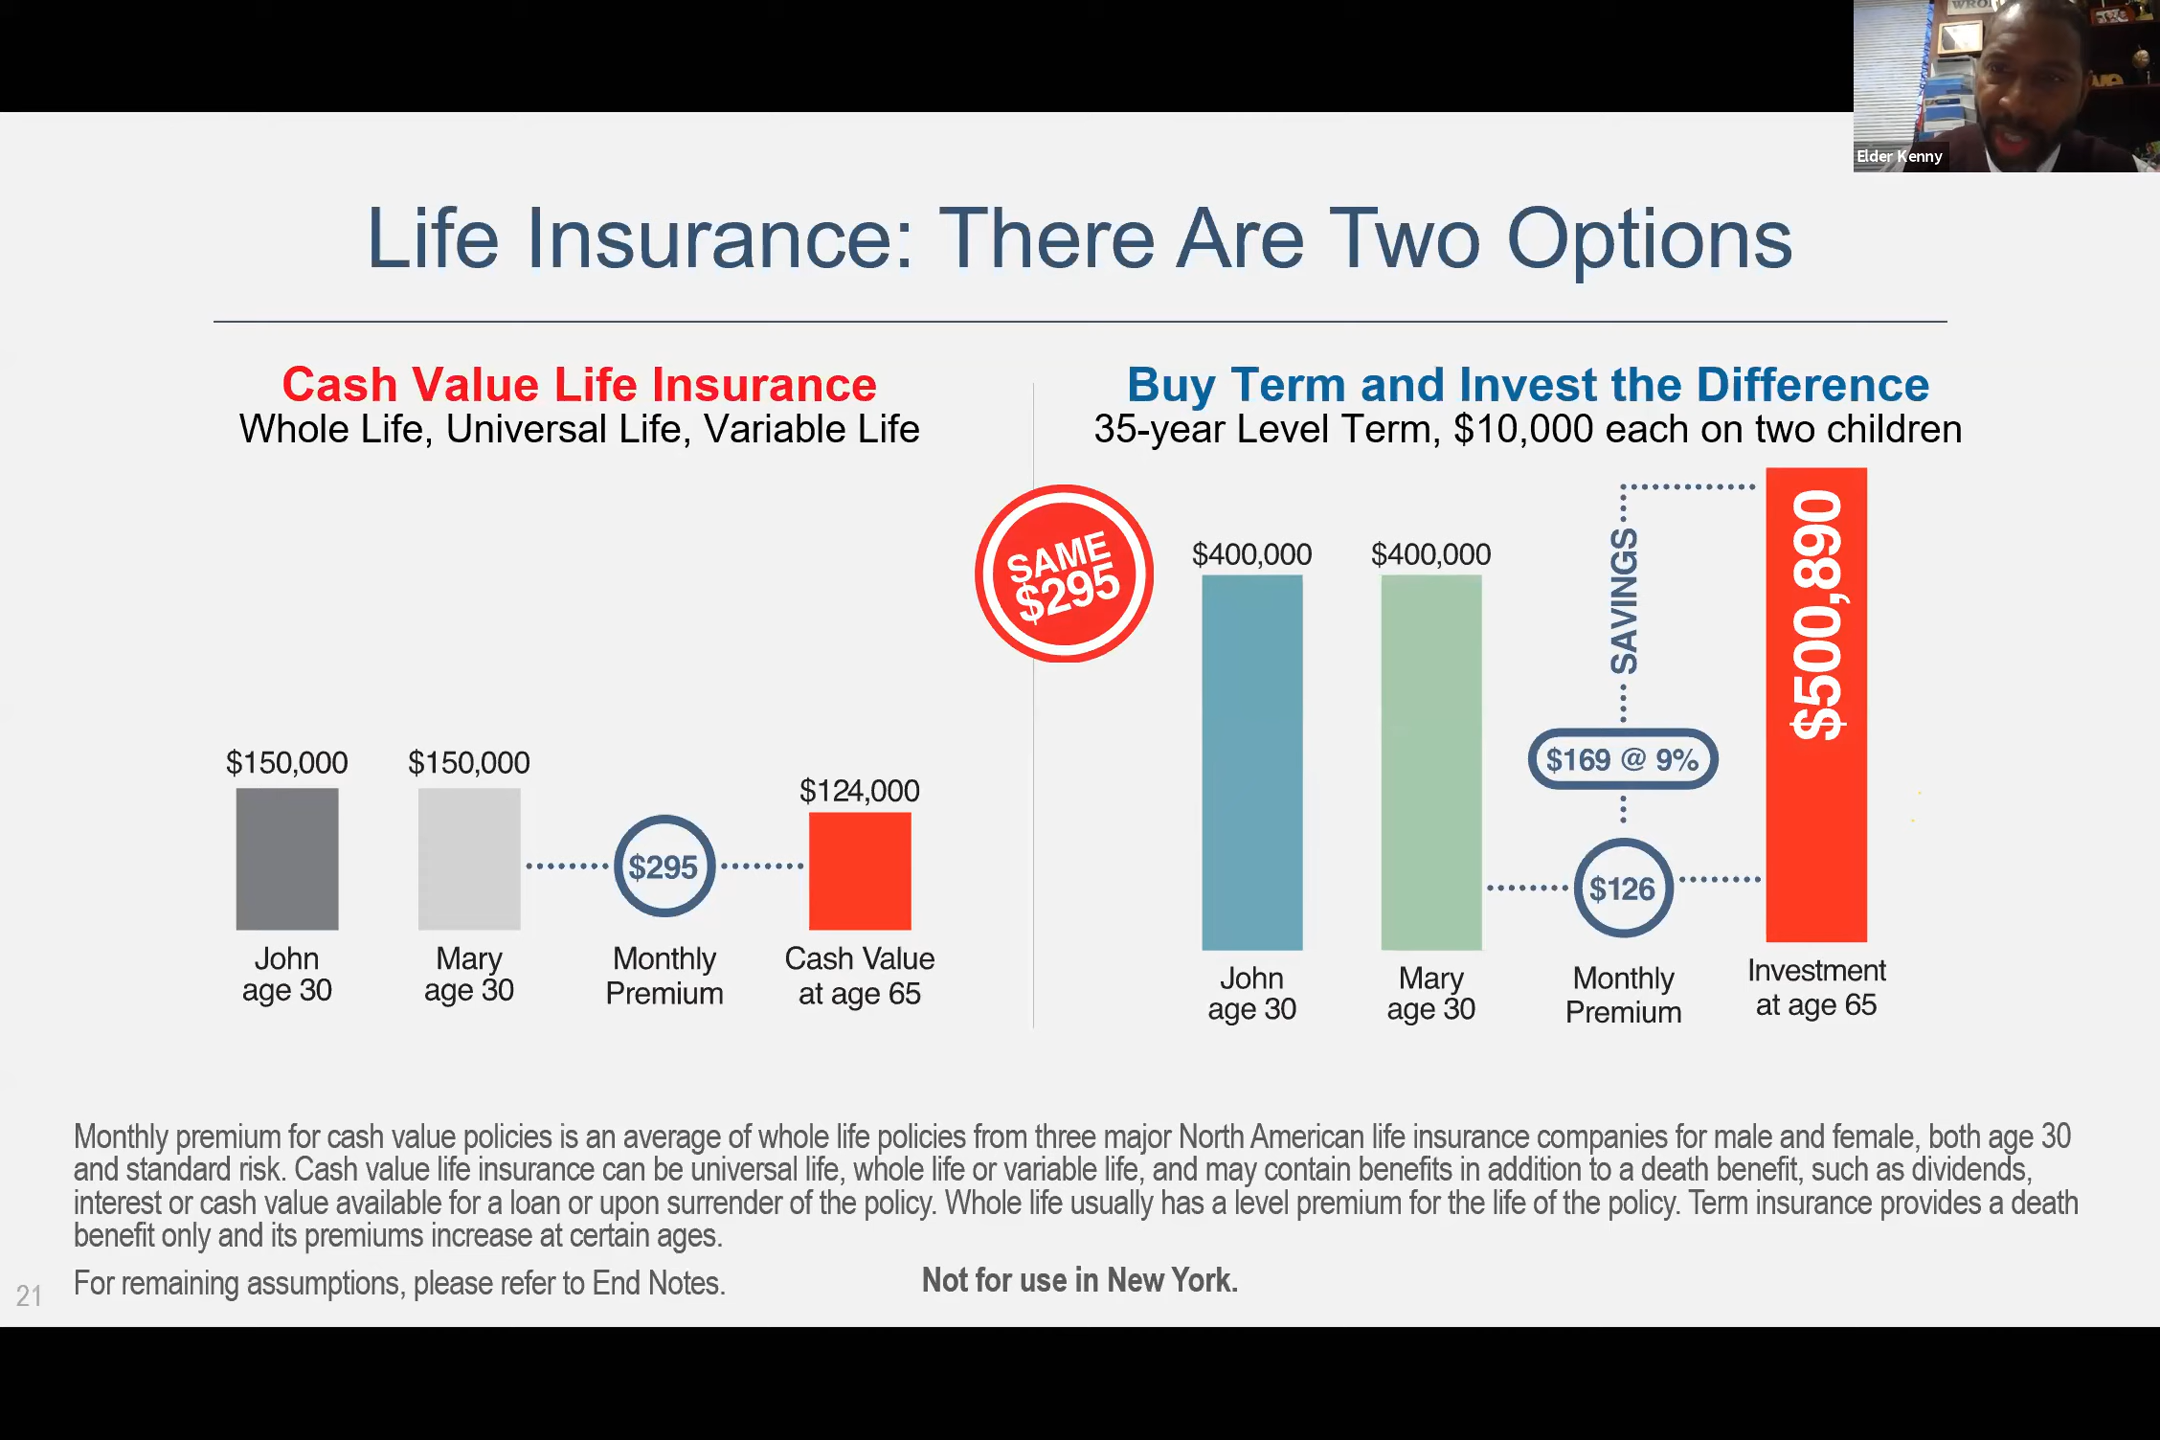 WRO
Elder Kenny
Life Insurance: There Are Two Options
Cash Value Life Insurance
Whole Life, Universal Life, Variable Life
$150,000
$150,000
$124,000
$295
John
age 30
Mary
age 30
Monthly
Premium
Cash Value
at age 65
SAME
$295
Buy Term and Invest the Difference
35-year Level Term, $10,000 each on two children
$400,000
$400,000
SAVINGS
$169 @ 9%
$126
$500,890
John
age 30
Mary
age 30
Monthly
Premium
Investment
at age 65
Monthly premium for cash value policies is an average of whole life policies from three major North American life insurance companies for male and female, both age 30
and standard risk. Cash value life insurance can be universal life, whole life or variable life, and may contain benefits in addition to a death benefit, such as dividends,
interest or cash value available for a loan or upon surrender of the policy. Whole life usually has a level premium for the life of the policy. Term insurance provides a death
benefit only and its premiums increase at certain ages.
For remaining assumptions, please refer to End Notes.
Not for use in New York.
21